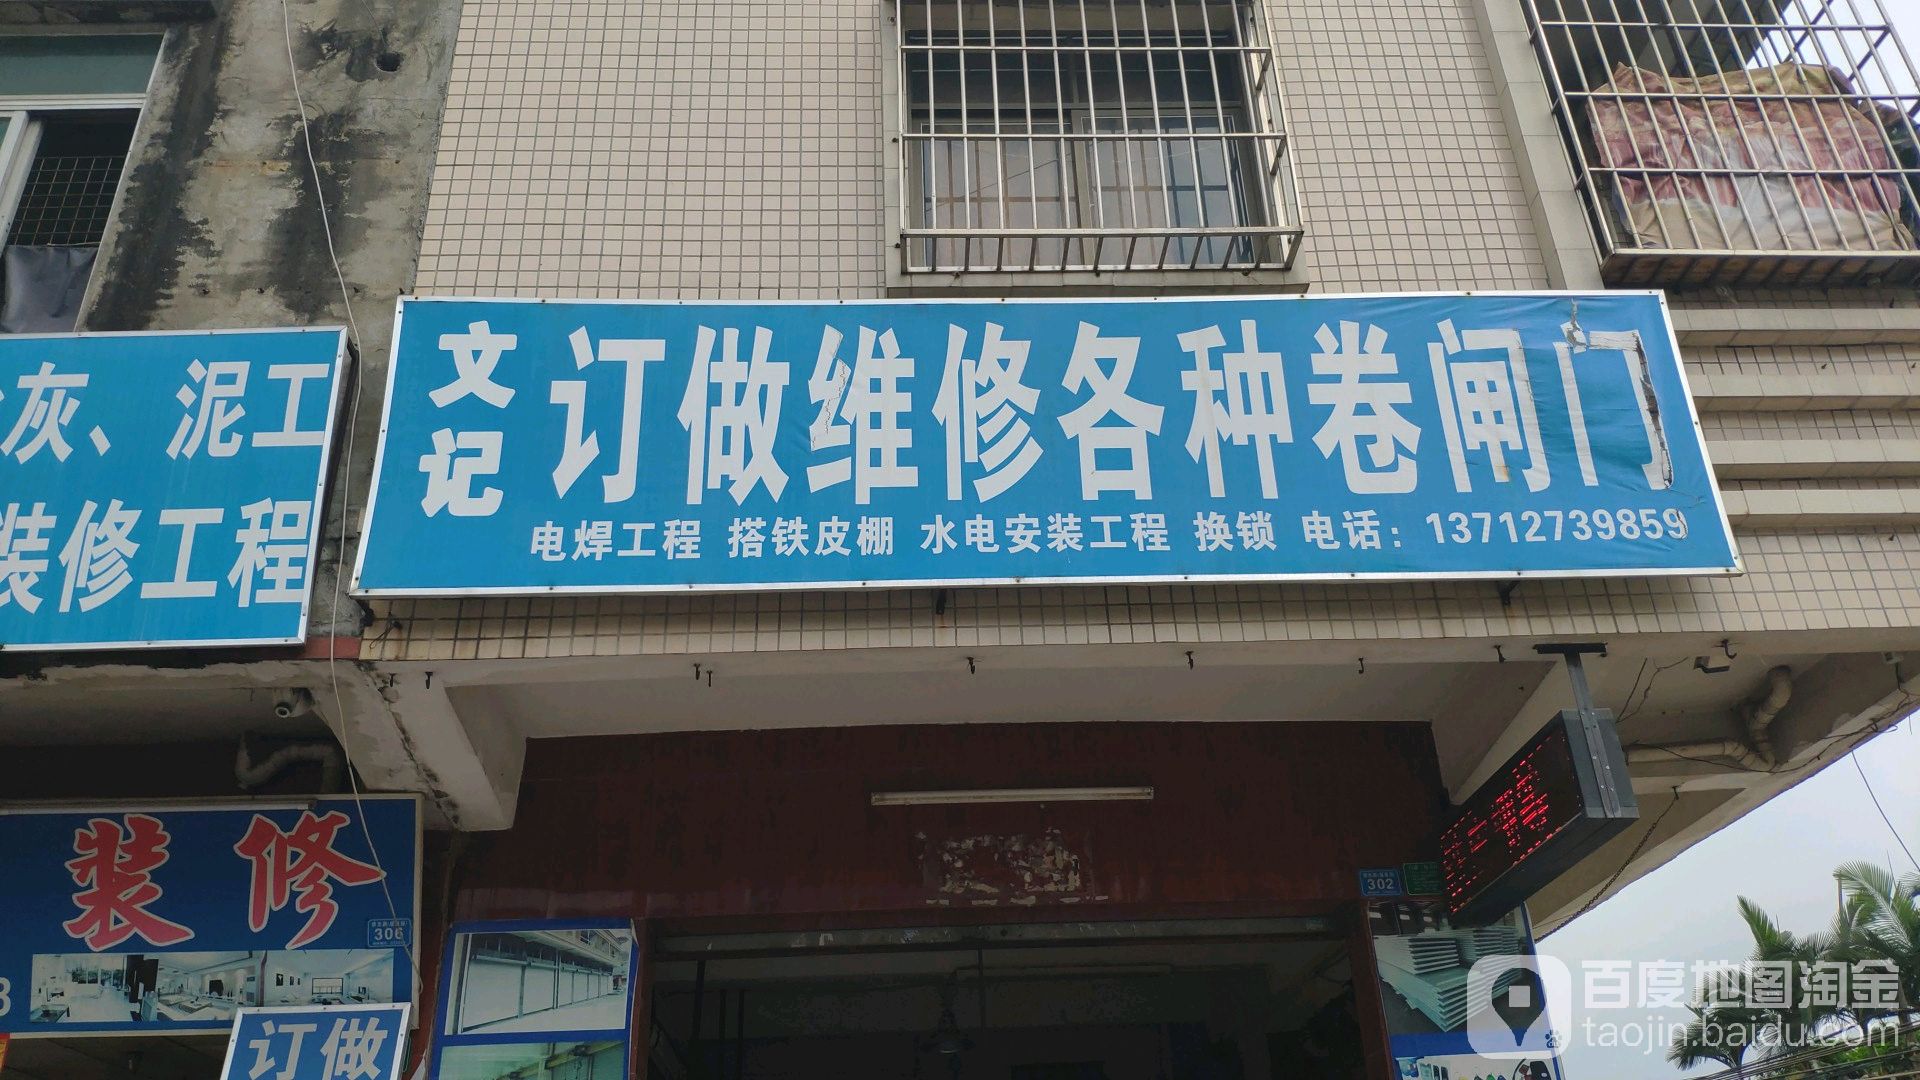 文记
订做维修各种卷闸门
电焊工程 搭铁皮棚 水电安装工程 换锁 电话：13712739859
灰、泥工
装修工程
装修
306
302
订做
百度地图淘金
taojin.baidu.com